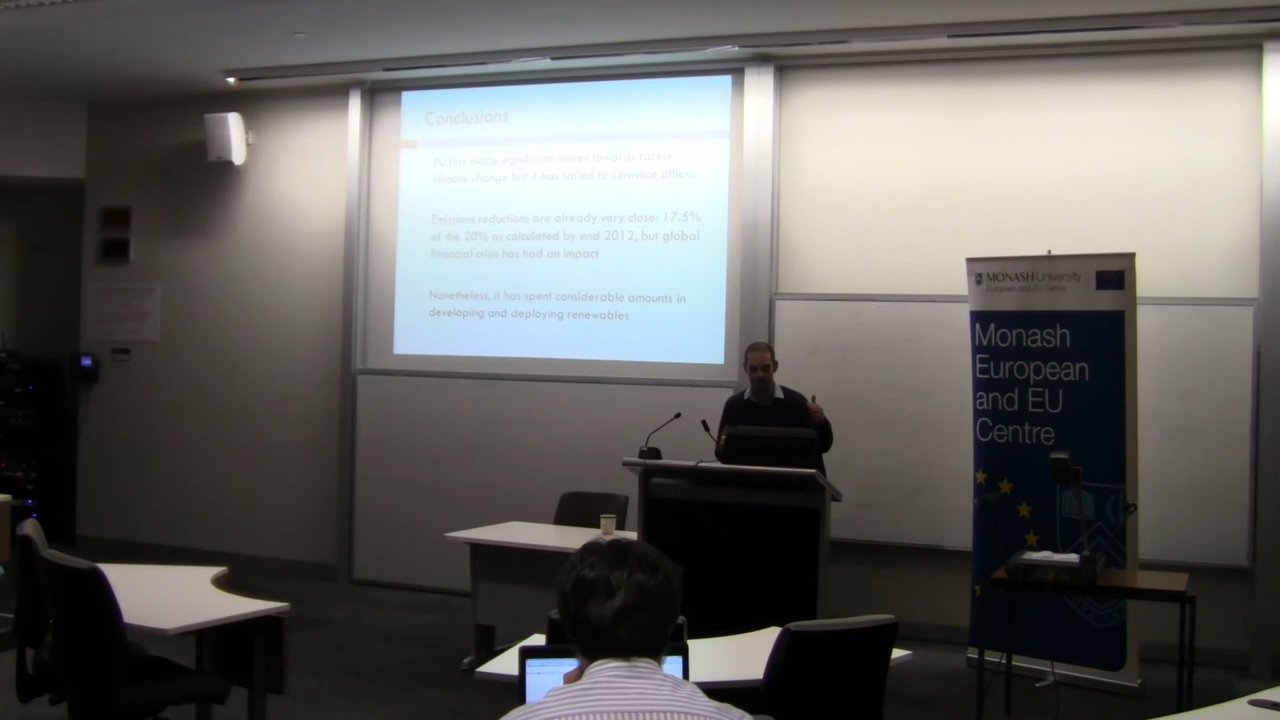 Conclusions
EU has made significant moves towards tackle
climate change but it has failed to convince others
Emissions reductions are already very close: 17.5%
of the 20% as calculated by end 2012, but global
financial crisis has had an impact
Nonetheless, it has spent considerable amounts in
developing and deploying renewables
MONASH University
European and EU Centre
Monash
European
and EU
Centre